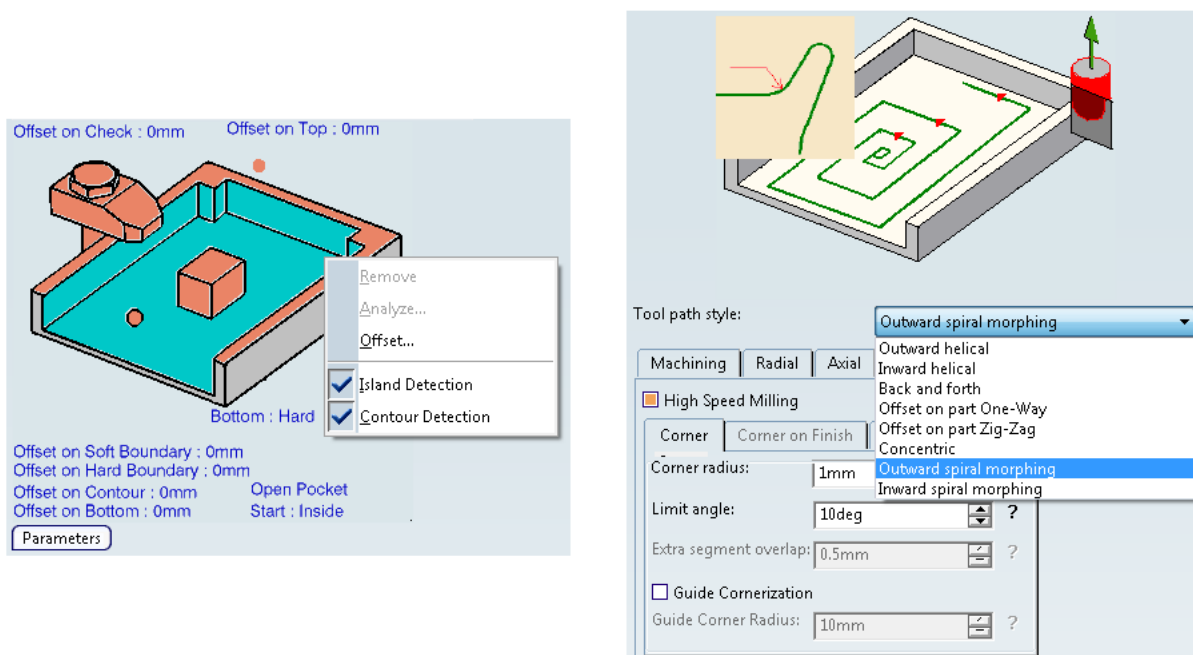 Offset on Check : 0mm
Offset on Top : 0mm
Remove
Analyze...
Offset...
Island Detection
Contour Detection
Bottom : Hard
Offset on Soft Boundary : 0mm
Offset on Hard Boundary : 0mm
Offset on Contour : 0mm
Open Pocket
Offset on Bottom : 0mm
Start : Inside
Parameters
Tool path style:
Outward spiral morphing
Outward helical
Inward helical
Back and forth
Offset on part One-Way
Offset on part Zig-Zag
Concentric
Outward spiral morphing
Inward spiral morphing
Machining
Radial
Axial
High Speed Milling
Corner
Corner on Finish
Corner radius:
1mm
Limit angle:
10deg
?
Extra segment overlap:
0.5mm
?
Guide Cornerization
Guide Corner Radius:
10mm
?